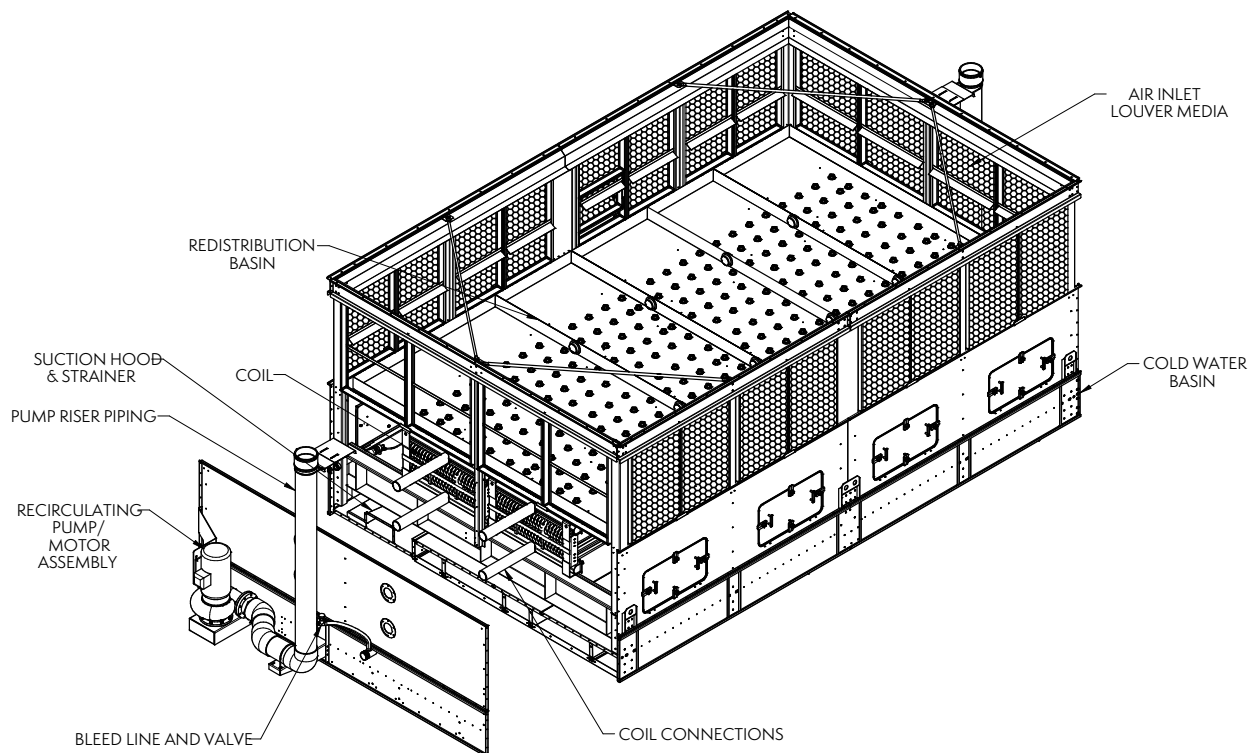 AIR INLET
LOUVER MEDIA
REDISTRIBUTION
BASIN
SUCTION HOOD
& STRAINER
COIL
COLD WATER
BASIN
PUMP RISER PIPING
RECIRCULATING
PUMP/
MOTOR
ASSEMBLY
BLEED LINE AND VALVE
COIL CONNECTIONS